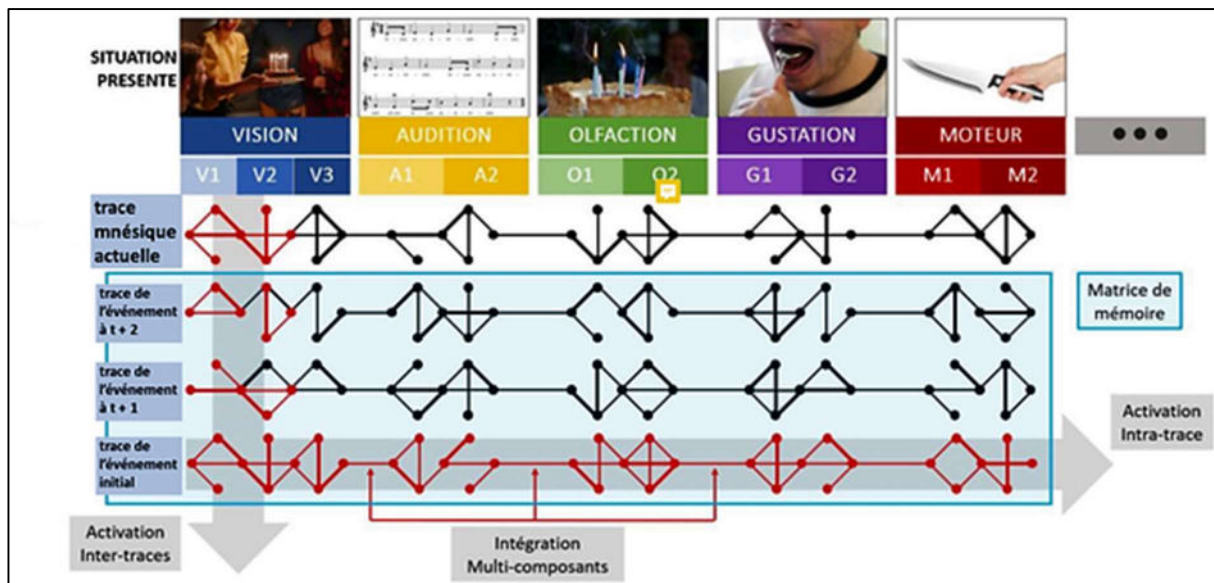 SITUATION
PRESENTE
VISION
AUDITION
OLFACTION
GUSTATION
MOTEUR
V1
V2
V3
A1
A2
O1
O2
G1
G2
M1
M2
trace
mnésique
actuelle
trace de
l'événement
à t + 2
Matrice de
mémoire
trace de
l'événement
à t + 1
Activation
Intra-trace
trace de
l'événement
initial
Activation
Inter-traces
Intégration
Multi-composants